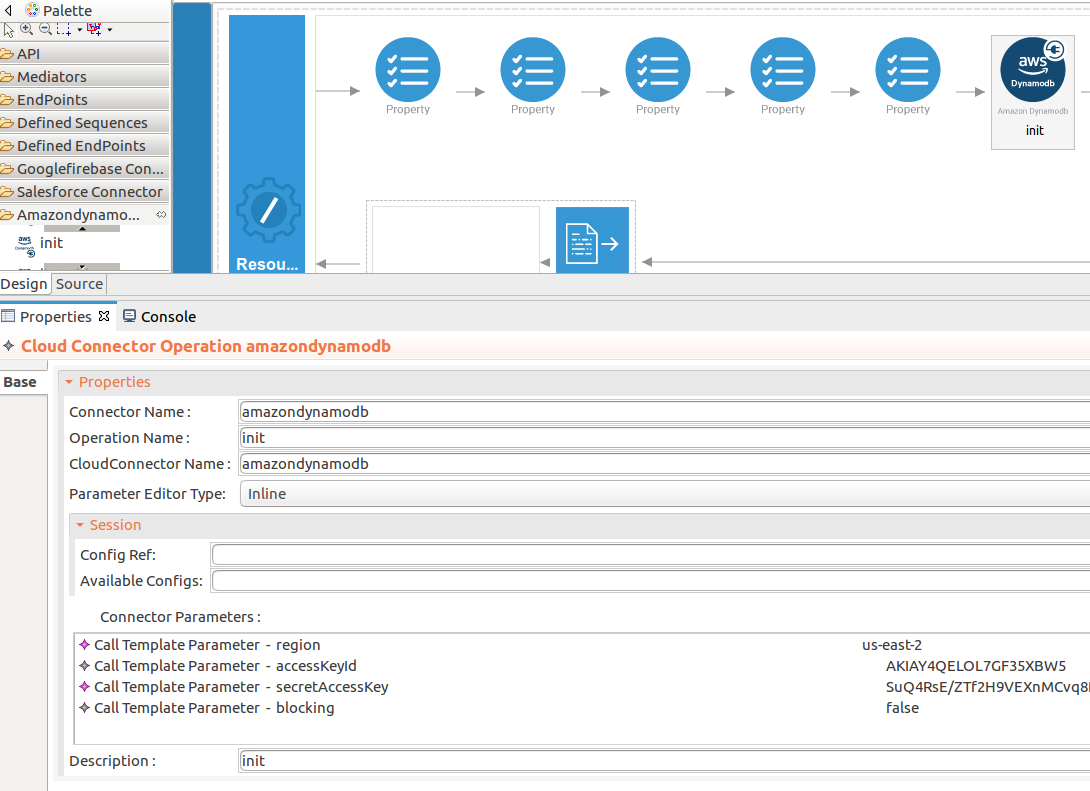 Palette
API
Mediators
EndPoints
Defined Sequences
Defined EndPoints
Googlefirebase Con...
Salesforce Connector
Amazondynamo...
init
Property
Property
Property
Property
Property
aws
Dynamodb
Amazon Dynamodb
init
Resou...
Design
Source
Properties
Console
Cloud Connector Operation amazondynamodb
Base
Properties
Connector Name :
amazondynamodb
Operation Name :
init
CloudConnector Name :
amazondynamodb
Parameter Editor Type:
Inline
Session
Config Ref:
Available Configs:
Connector Parameters :
Call Template Parameter - region
us-east-2
Call Template Parameter - accessKeyId
AKIAY4QELOL7GF35XBW5
Call Template Parameter - secretAccessKey
SuQ4RsE/ZTf2H9VEXnMCvq8
Call Template Parameter - blocking
false
Description :
init